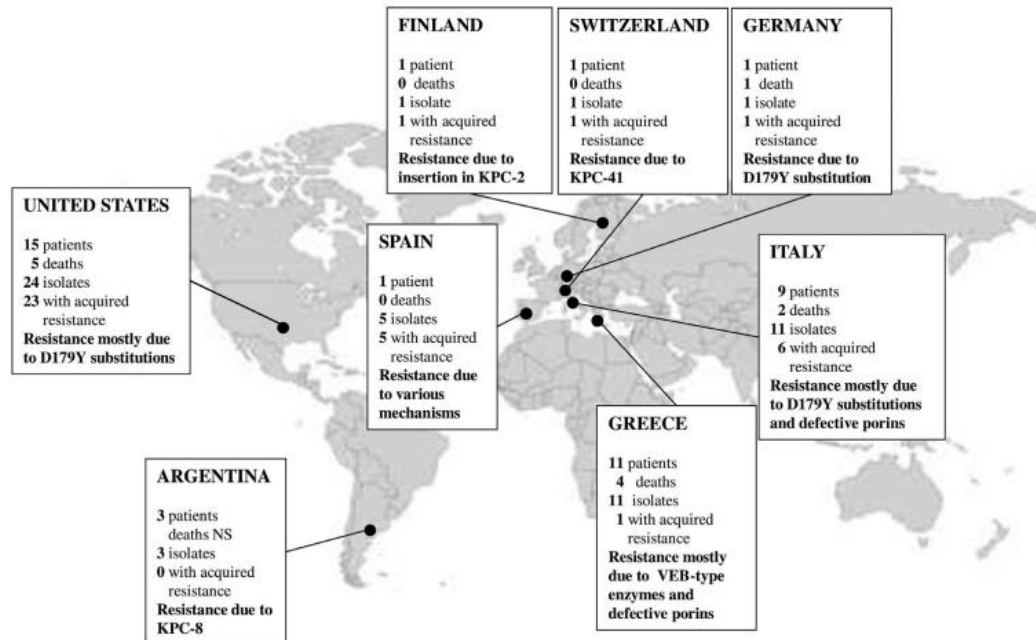 FINLAND
1 patient
0 deaths
1 isolate
1 with acquired
resistance
Resistance due to
insertion in KPC-2
SWITZERLAND
1 patient
0 deaths
1 isolate
1 with acquired
resistance
Resistance due to
KPC-41
GERMANY
1 patient
1 death
1 isolate
1 with acquired
resistance
Resistance due to
D179Y substitution
UNITED STATES
15 patients
5 deaths
24 isolates
23 with acquired
resistance
Resistance mostly due
to D179Y substitutions
SPAIN
1 patient
0 deaths
5 isolates
5 with acquired
resistance
Resistance due
to various
mechanisms
ITALY
9 patients
2 deaths
11 isolates
6 with acquired
resistance
Resistance mostly due
to D179Y substitutions
and defective porins
GREECE
11 patients
4 deaths
11 isolates
1 with acquired
resistance
Resistance mostly
due to VEB-type
enzymes and
defective porins
ARGENTINA
3 patients
deaths NS
3 isolates
0 with acquired
resistance
Resistance due to
KPC-8